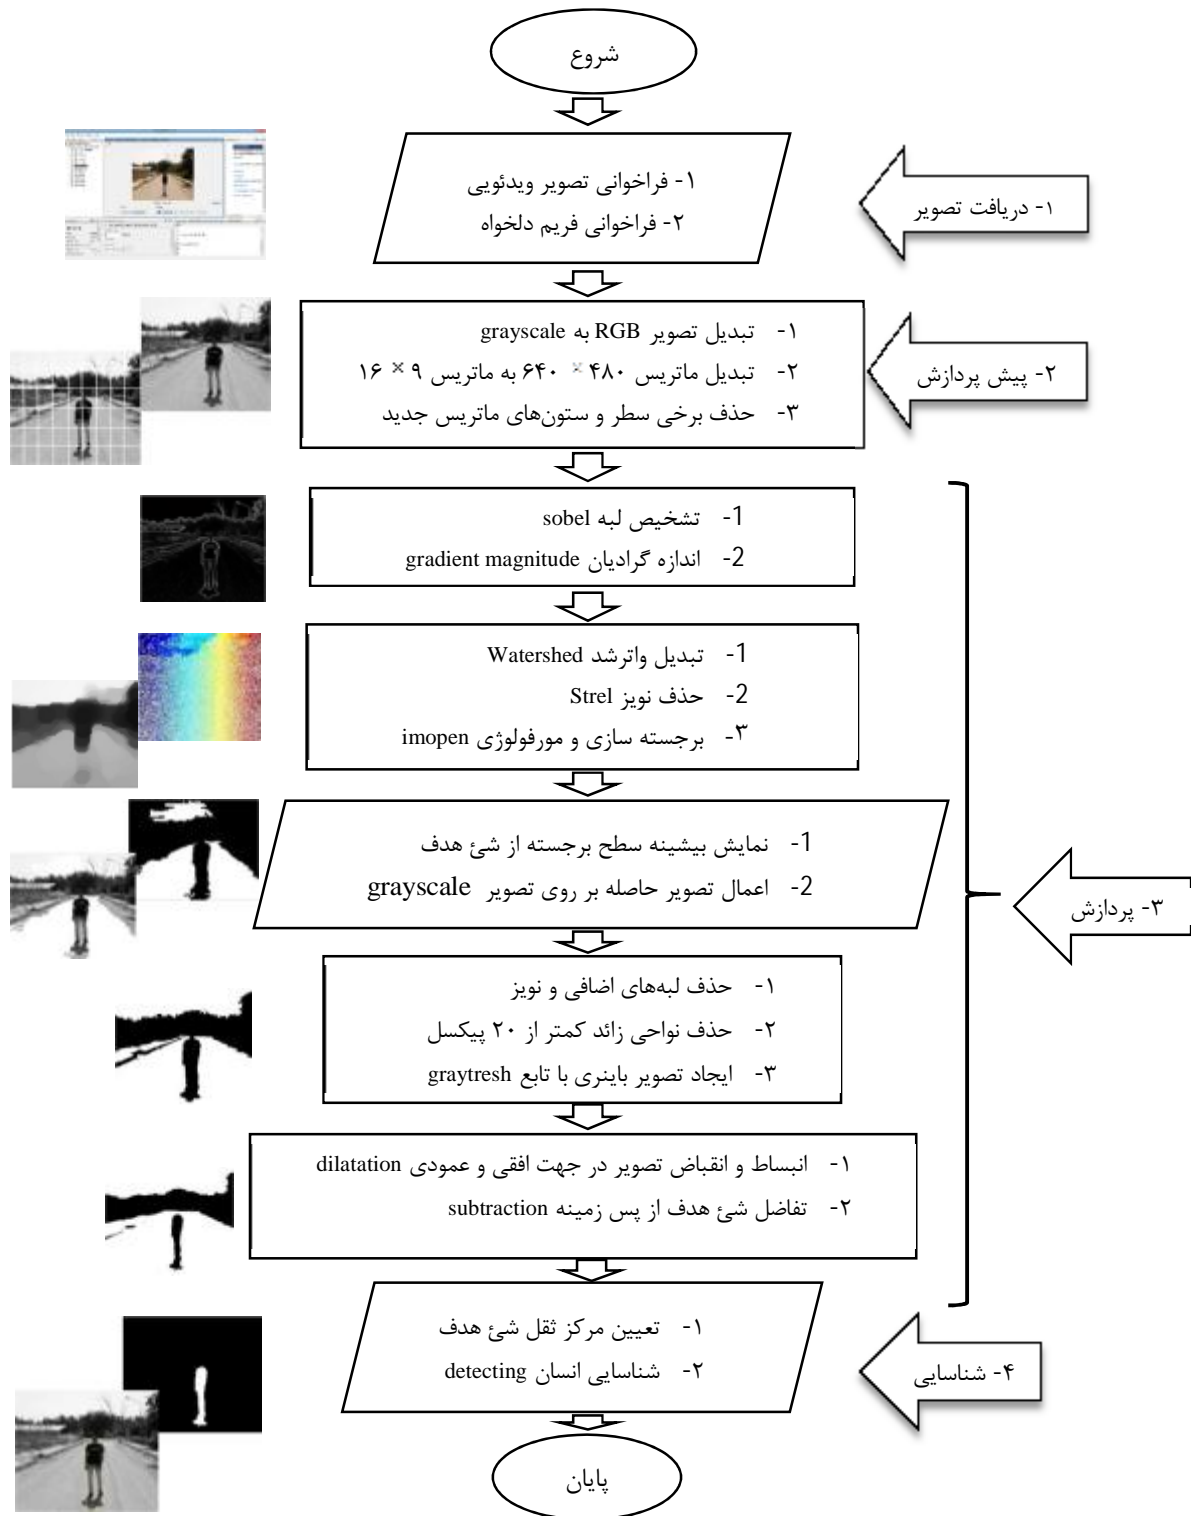 شروع
۱- فراخوانی تصویر ویدئویی
۲- فراخوانی فریم دلخواه
۱- دریافت تصویر
۱- تبدیل تصویر RGB به grayscale
۲- تبدیل ماتریس ۴۸۰ × ۶۴۰ به ماتریس ۹ × ۱۶
۳- حذف برخی سطر و ستون‌های ماتریس جدید
۲- پیش پردازش
1- تشخیص لبه sobel
2- اندازه گرادیان gradient magnitude
1- تبدیل واترشد Watershed
2- حذف نویز Strel
۳- برجسته سازی و مورفولوژی imopen
1- نمایش بیشینه سطح برجسته از شئ هدف
2- اعمال تصویر حاصله بر روی تصویر grayscale
۳- پردازش
۱- حذف لبه‌های اضافی و نویز
۲- حذف نواحی زائد کمتر از ۲۰ پیکسل
۳- ایجاد تصویر باینری با تابع graytresh
۱- انبساط و انقباض تصویر در جهت افقی و عمودی dilatation
۲- تفاضل شئ هدف از پس زمینه subtraction
۱- تعیین مرکز ثقل شئ هدف
۲- شناسایی انسان detecting
۴- شناسایی
پایان